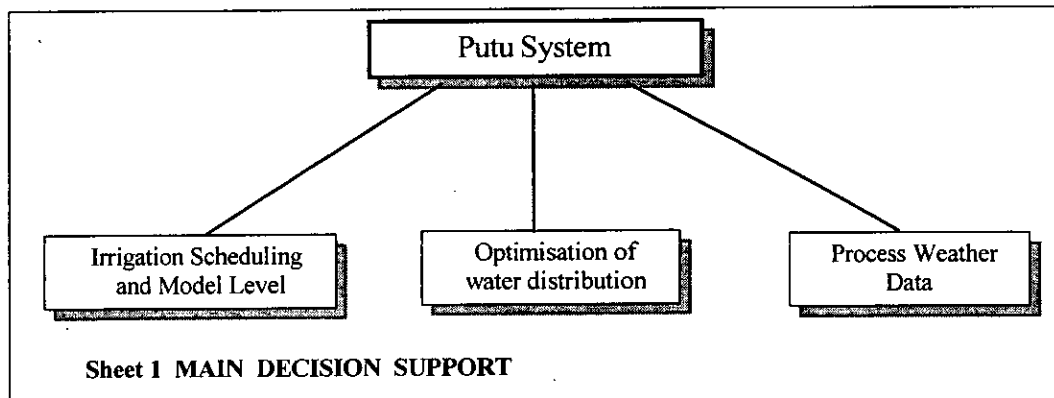 Putu System
Irrigation Scheduling
and Model Level
Optimisation of
water distribution
Process Weather
Data
Sheet 1 MAIN DECISION SUPPORT